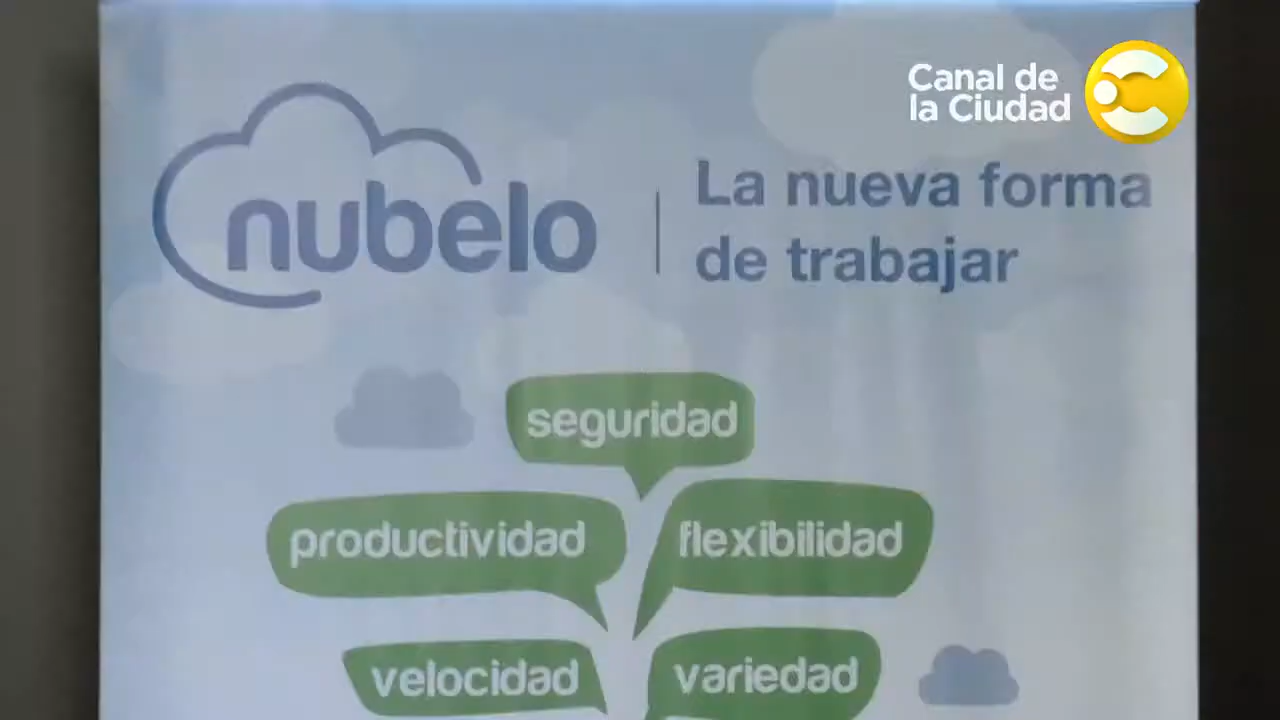 Canal de
la Ciudad
nubelo
La nueva forma
de trabajar
seguridad
productividad
flexibilidad
velocidad
variedad